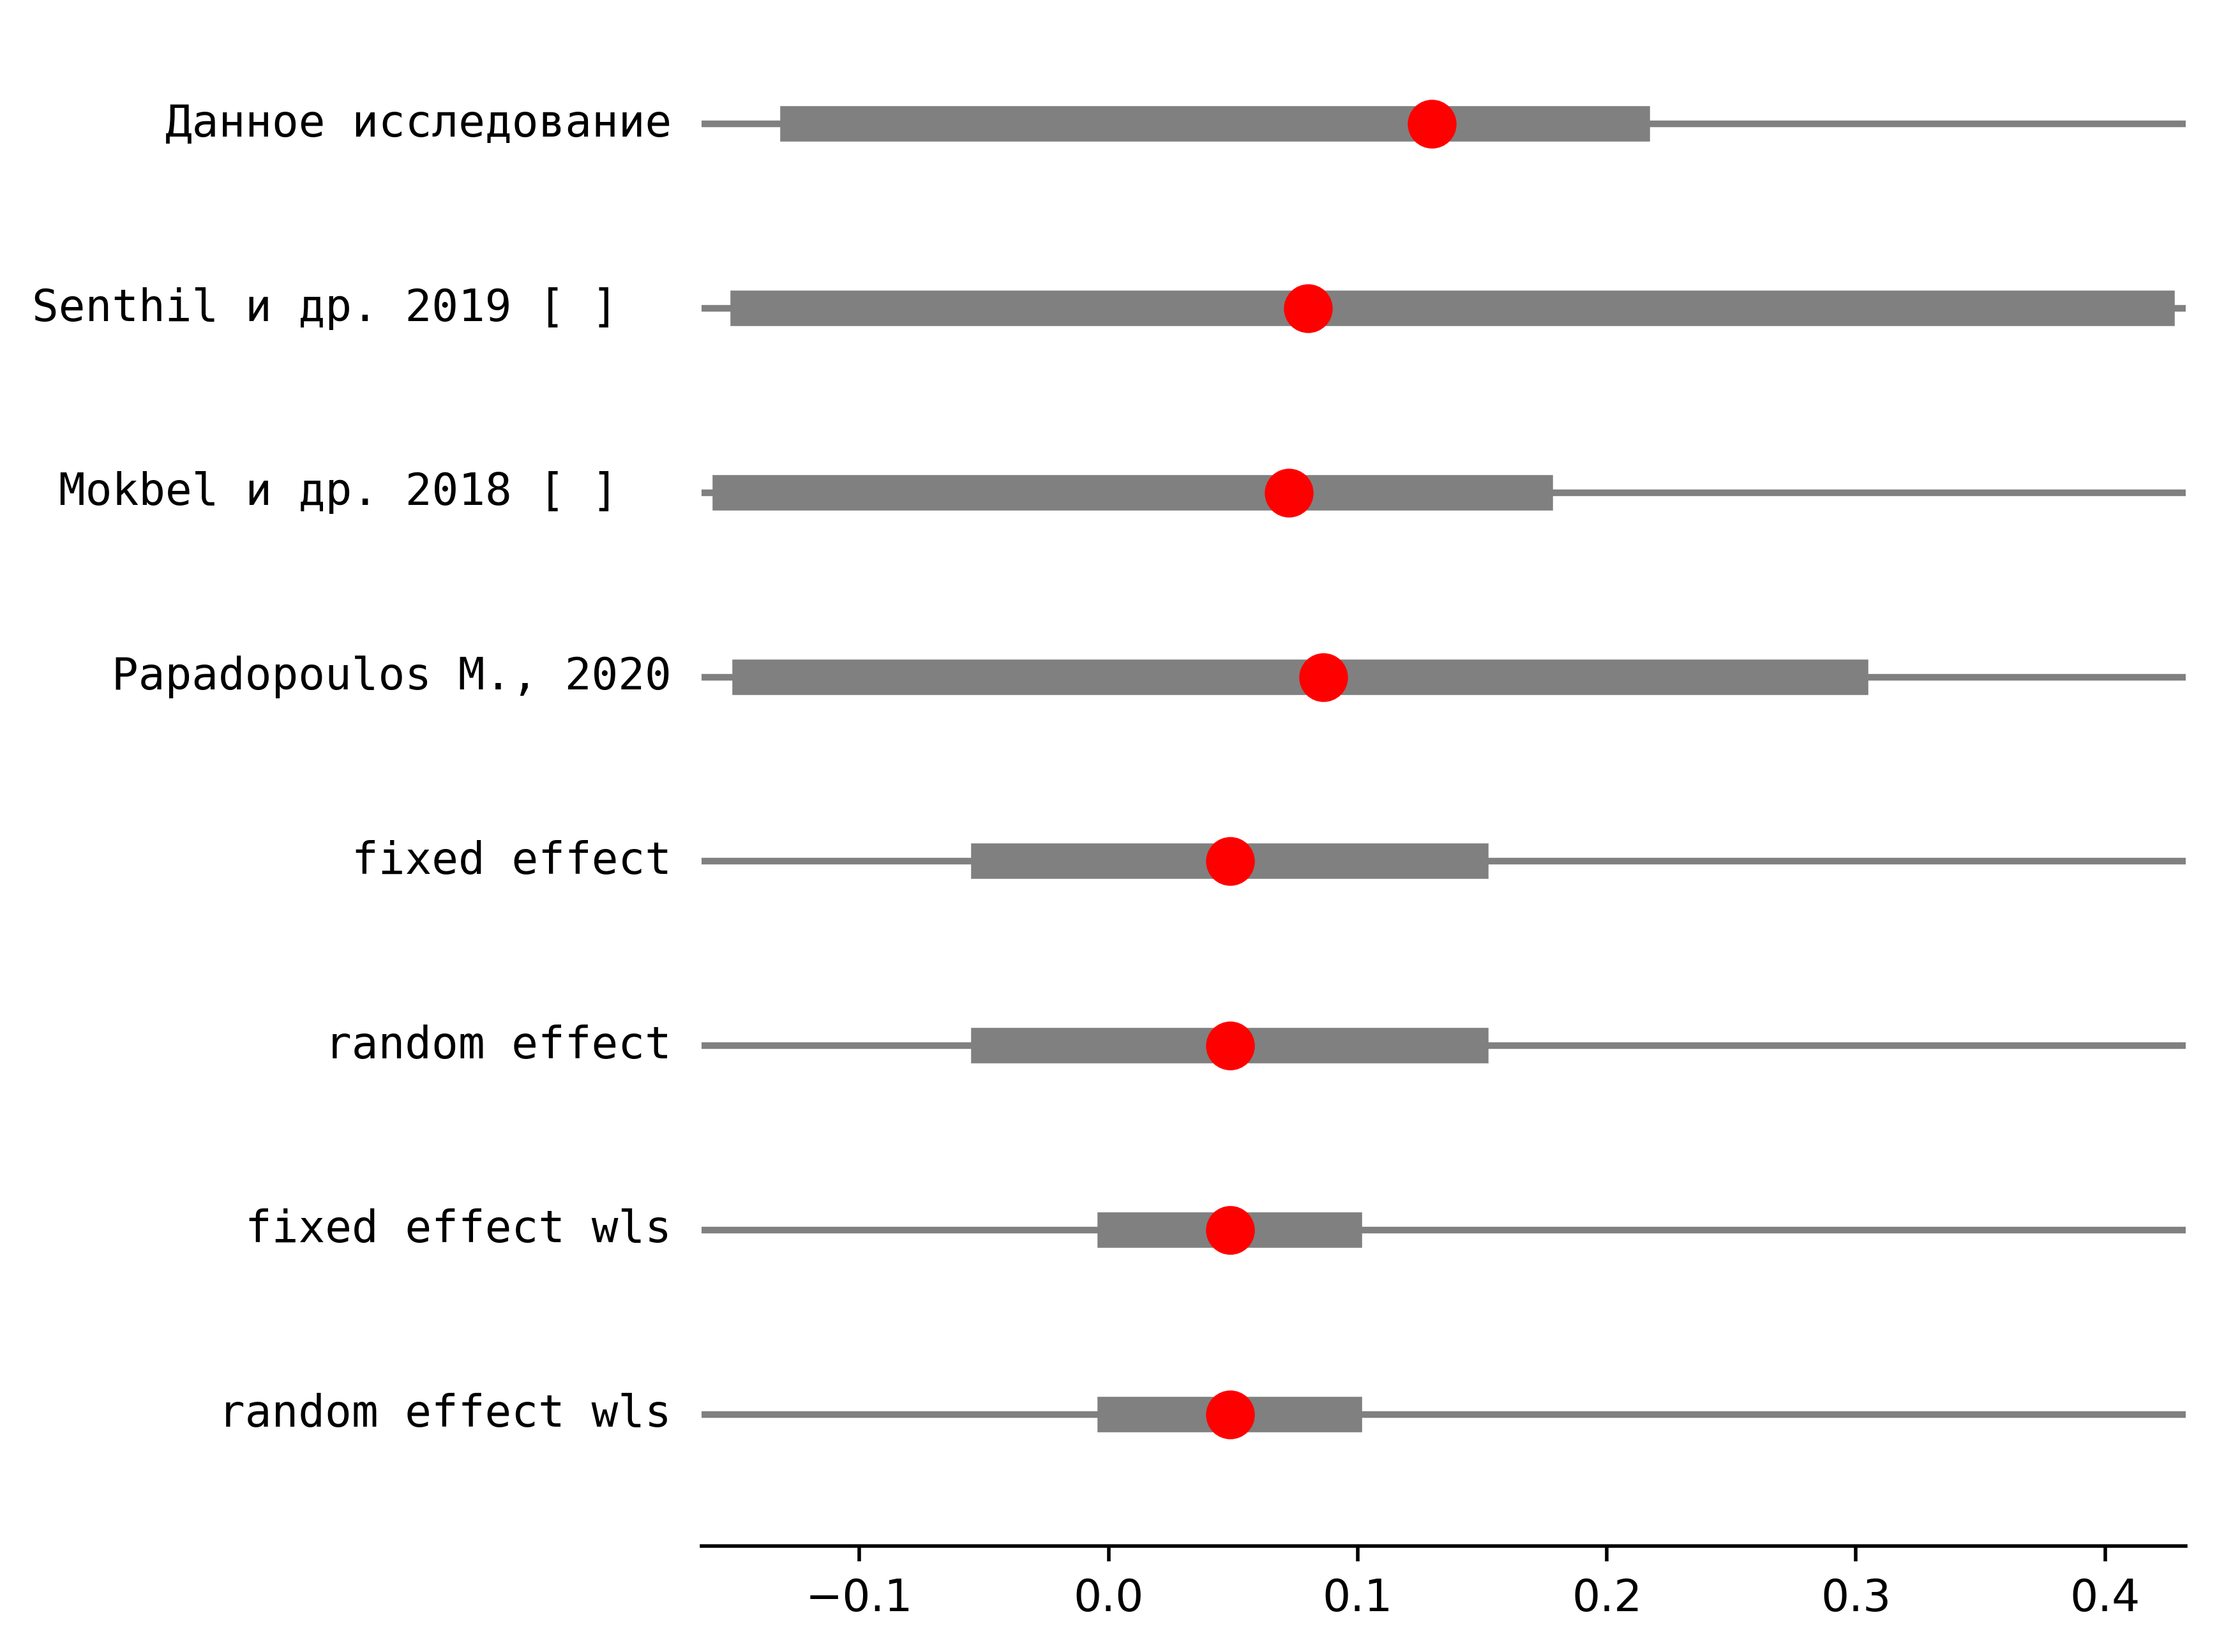 Данное исследование
Senthil и др. 2019 [ ]
Mokbel и др. 2018 [ ]
Papadopoulos M., 2020
fixed effect
random effect
fixed effect wls
random effect wls
−0.1 0.0 0.1 0.2 0.3 0.4